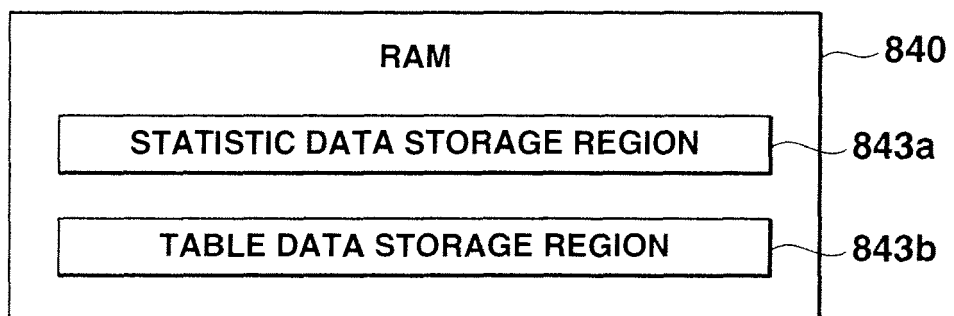 RAM
840
STATISTIC DATA STORAGE REGION
843a
TABLE DATA STORAGE REGION
843b